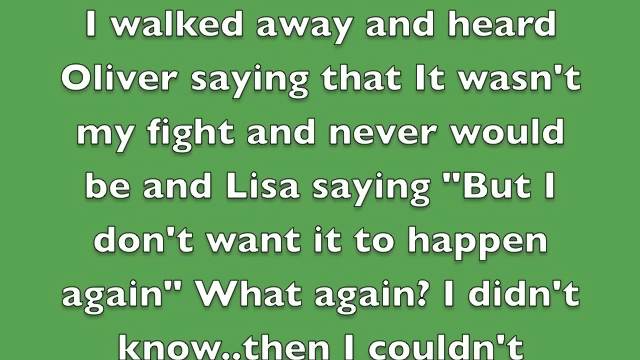 I walked away and heard
Oliver saying that It wasn't
my fight and never would
be and Lisa saying "But I
don't want it to happen
again" What again? I didn't
know..then I couldn't